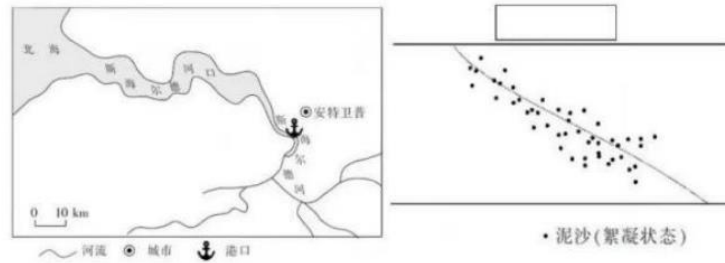 北海
斯海尔德河口
安特卫普
斯海尔德河
0 10 km
河流 城市 港口
泥沙(絮凝状态)